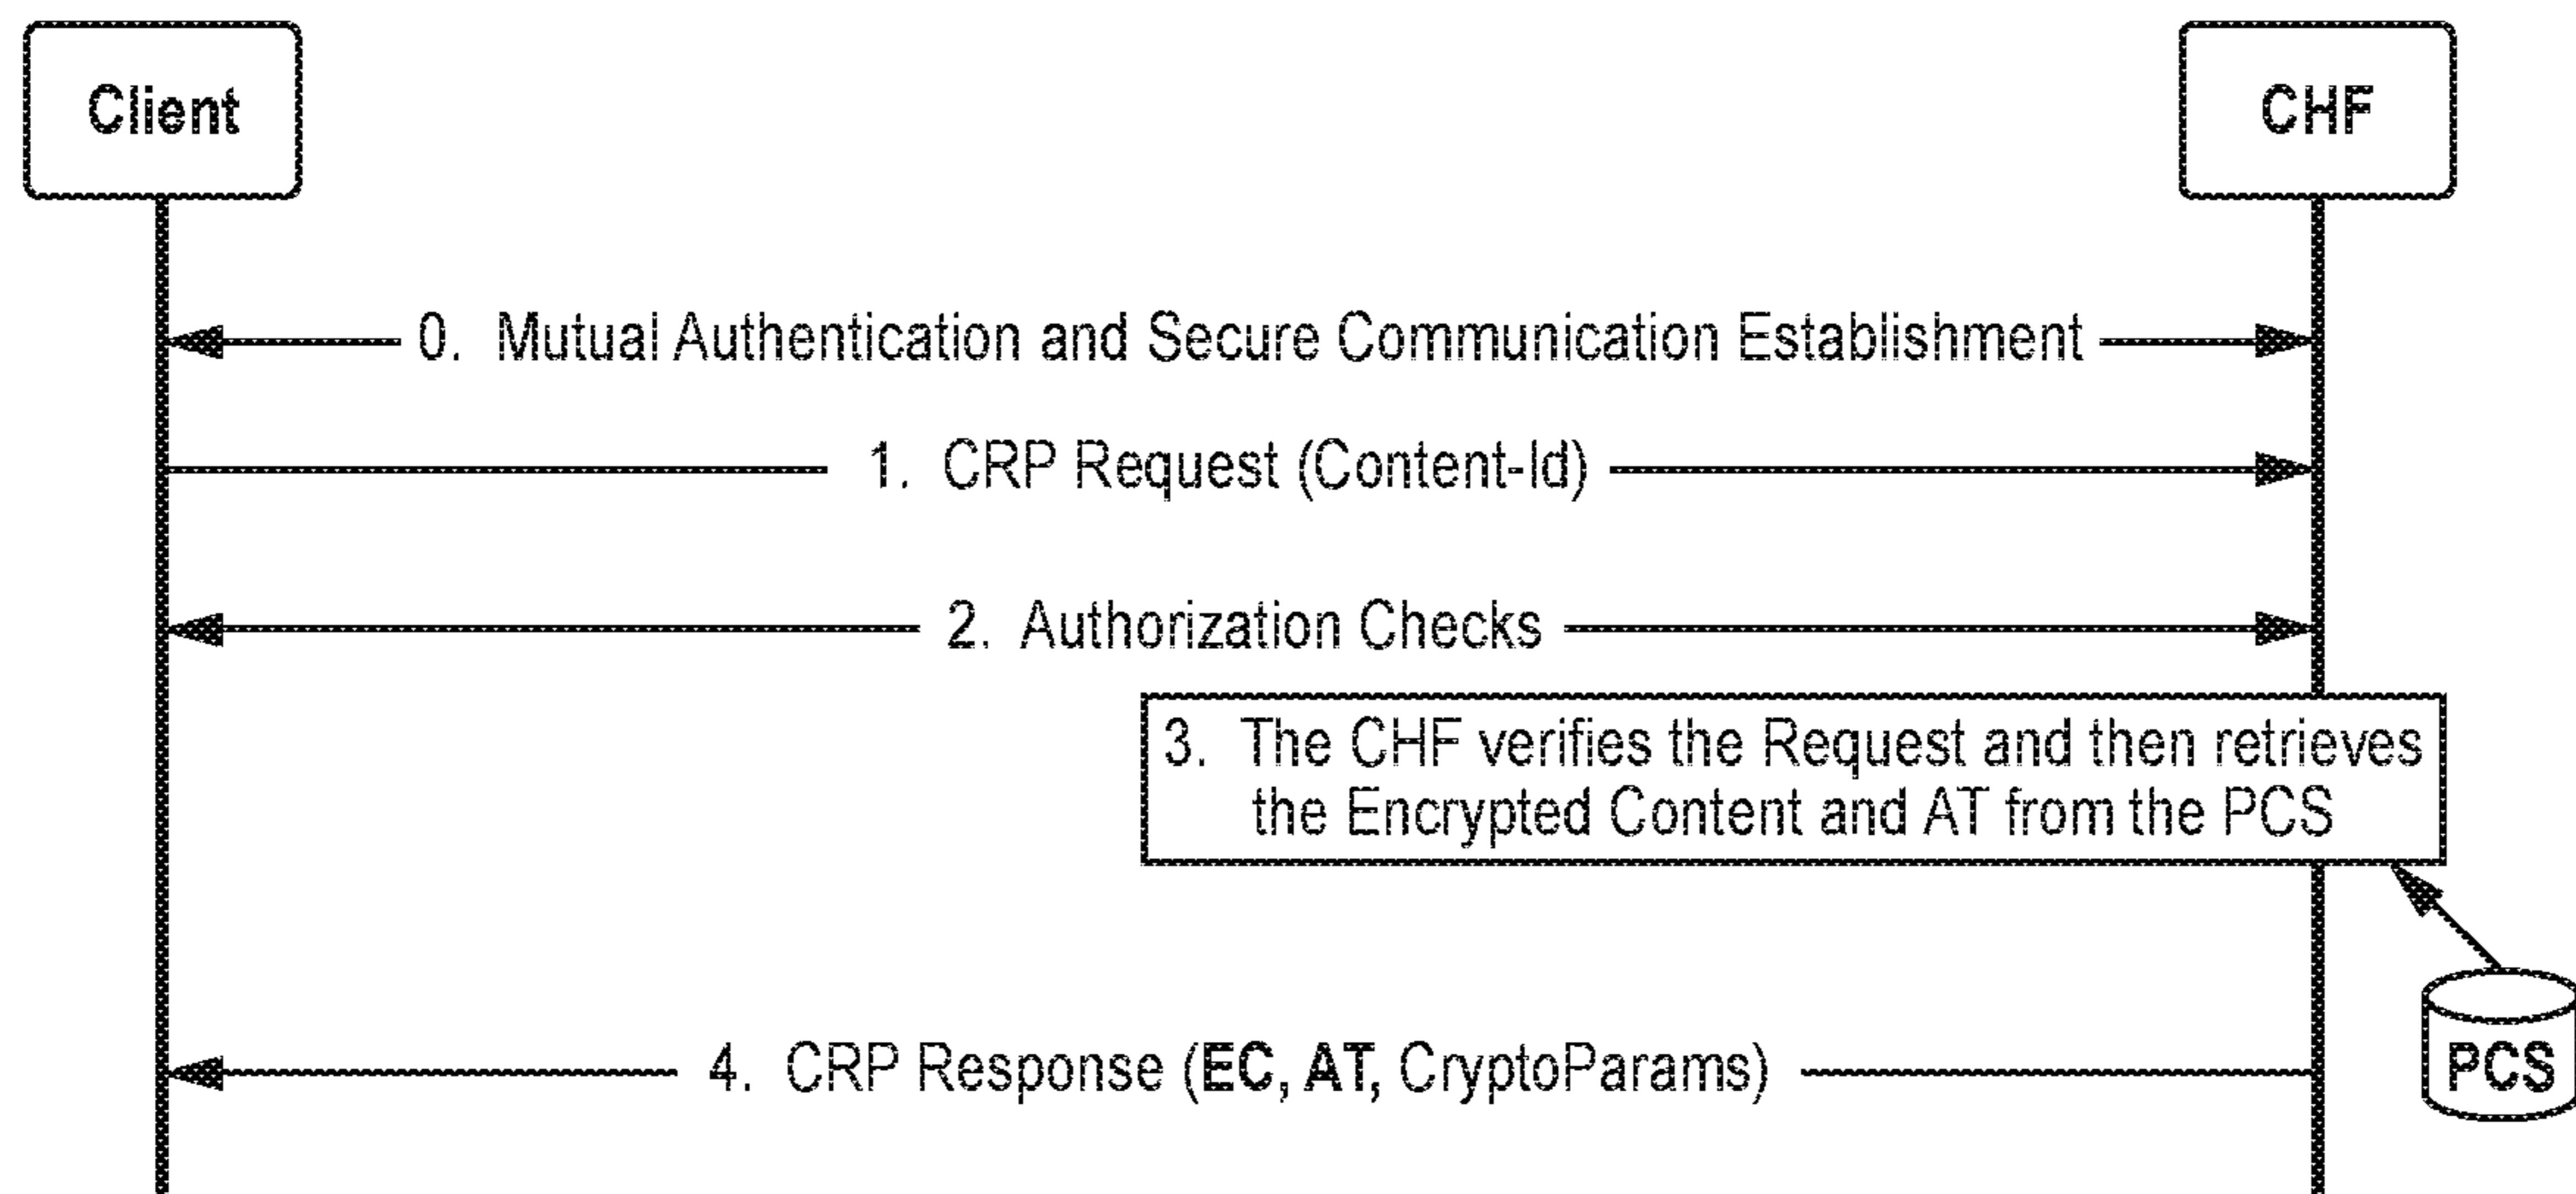 Client
CHF
0. Mutual Authentication and Secure Communication Establishment
1. CRP Request (Content-Id)
2. Authorization Checks
3. The CHF verifies the Request and then retrieves
the Encrypted Content and AT from the PCS
PCS
4. CRP Response (EC, AT, CryptoParams)